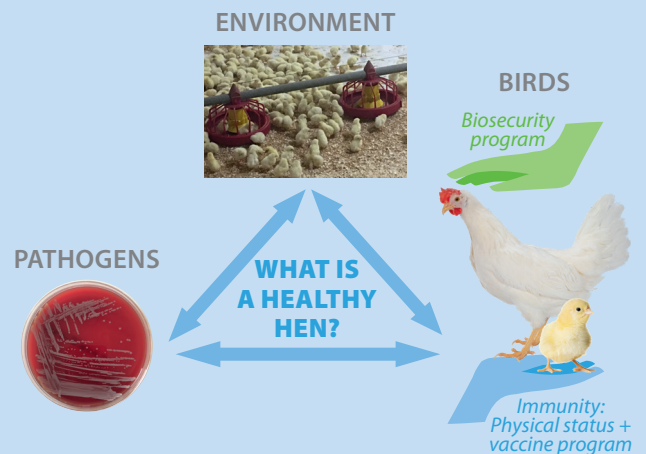 ENVIRONMENT
BIRDS
Biosecurity
program
PATHOGENS
WHAT IS
A HEALTHY
HEN?
Immunity:
Physical status +
vaccine program